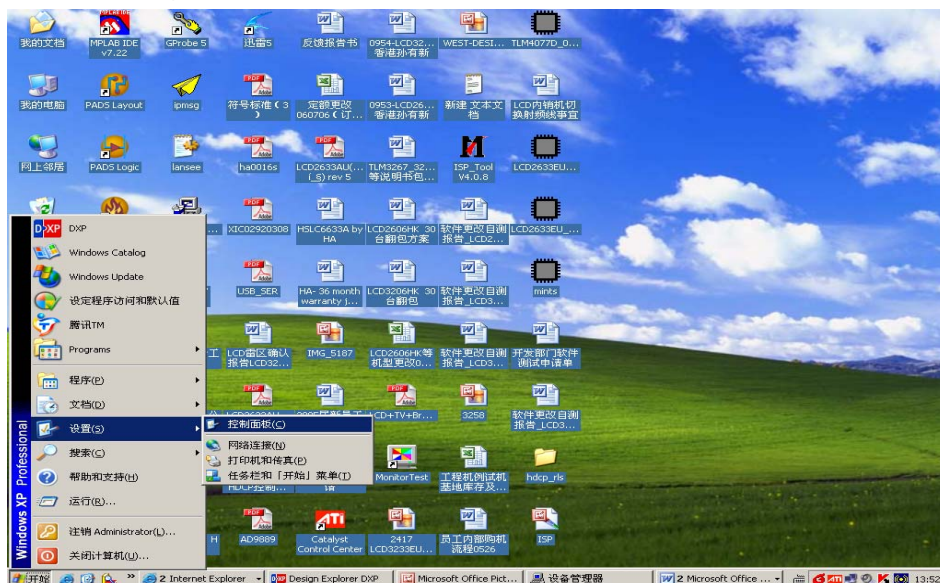 我的文档
MPLAB IDE
v7.22
GProbe 5
迅雷5
反馈报告书
0954-LCD32...
香港孙有新
WEST-DESI...
TLM4077D_0...
我的电脑
PADS Layout
ipmsg
符号标准（3
）
定额更改
060706（订...
0953-LCD26...
香港孙有新
新建 文本文
档
LCD内销机切
换射频线事宜
网上邻居
PADS Logic
lansee
ha0016s
LCD2633AU(...
(_S) rev 5
TLM3267_32...
等说明书包...
ISP_Tool
V4.0.8
LCD2633EU...
XIC02920308
HSLC6633A by
HA
LCD2606HK 30
台翻包方案
软件更改自测
报告_LCD2...
LCD2633EU_...
USB_SER
HA- 36 month
warranty j...
LCD3206HK 30
台翻包
软件更改自测
报告_LCD3...
mints
LCD雷区确认
报告LCD32...
IMG_5187
LCD2606HK等
机型更改0...
软件更改自测
报告_LCD3...
开发部门软件
测试申请单
LCD+TV+Br...
3258
软件更改自测
报告_LCD3...
MonitorTest
工程机例试机
基地库存及...
hdcp_rls
H
AD9889
Catalyst
Control Center
2417
LCD3233EU...
员工内部购机
流程0526
ISP
DXP
Windows Catalog
Windows Update
设定程序访问和默认值
腾讯TM
Programs
程序(P)
文档(D)
设置(S)
搜索(C)
帮助和支持(H)
运行(R)...
注销 Administrator(L)...
关闭计算机(U)...
Windows XP Professional
控制面板(C)
网络连接(N)
打印机和传真(P)
任务栏和「开始」菜单(T)
开始
2 Internet Explorer
Design Explorer DXP
Microsoft Office Pict...
设备管理器
2 Microsoft Office ...
13:57